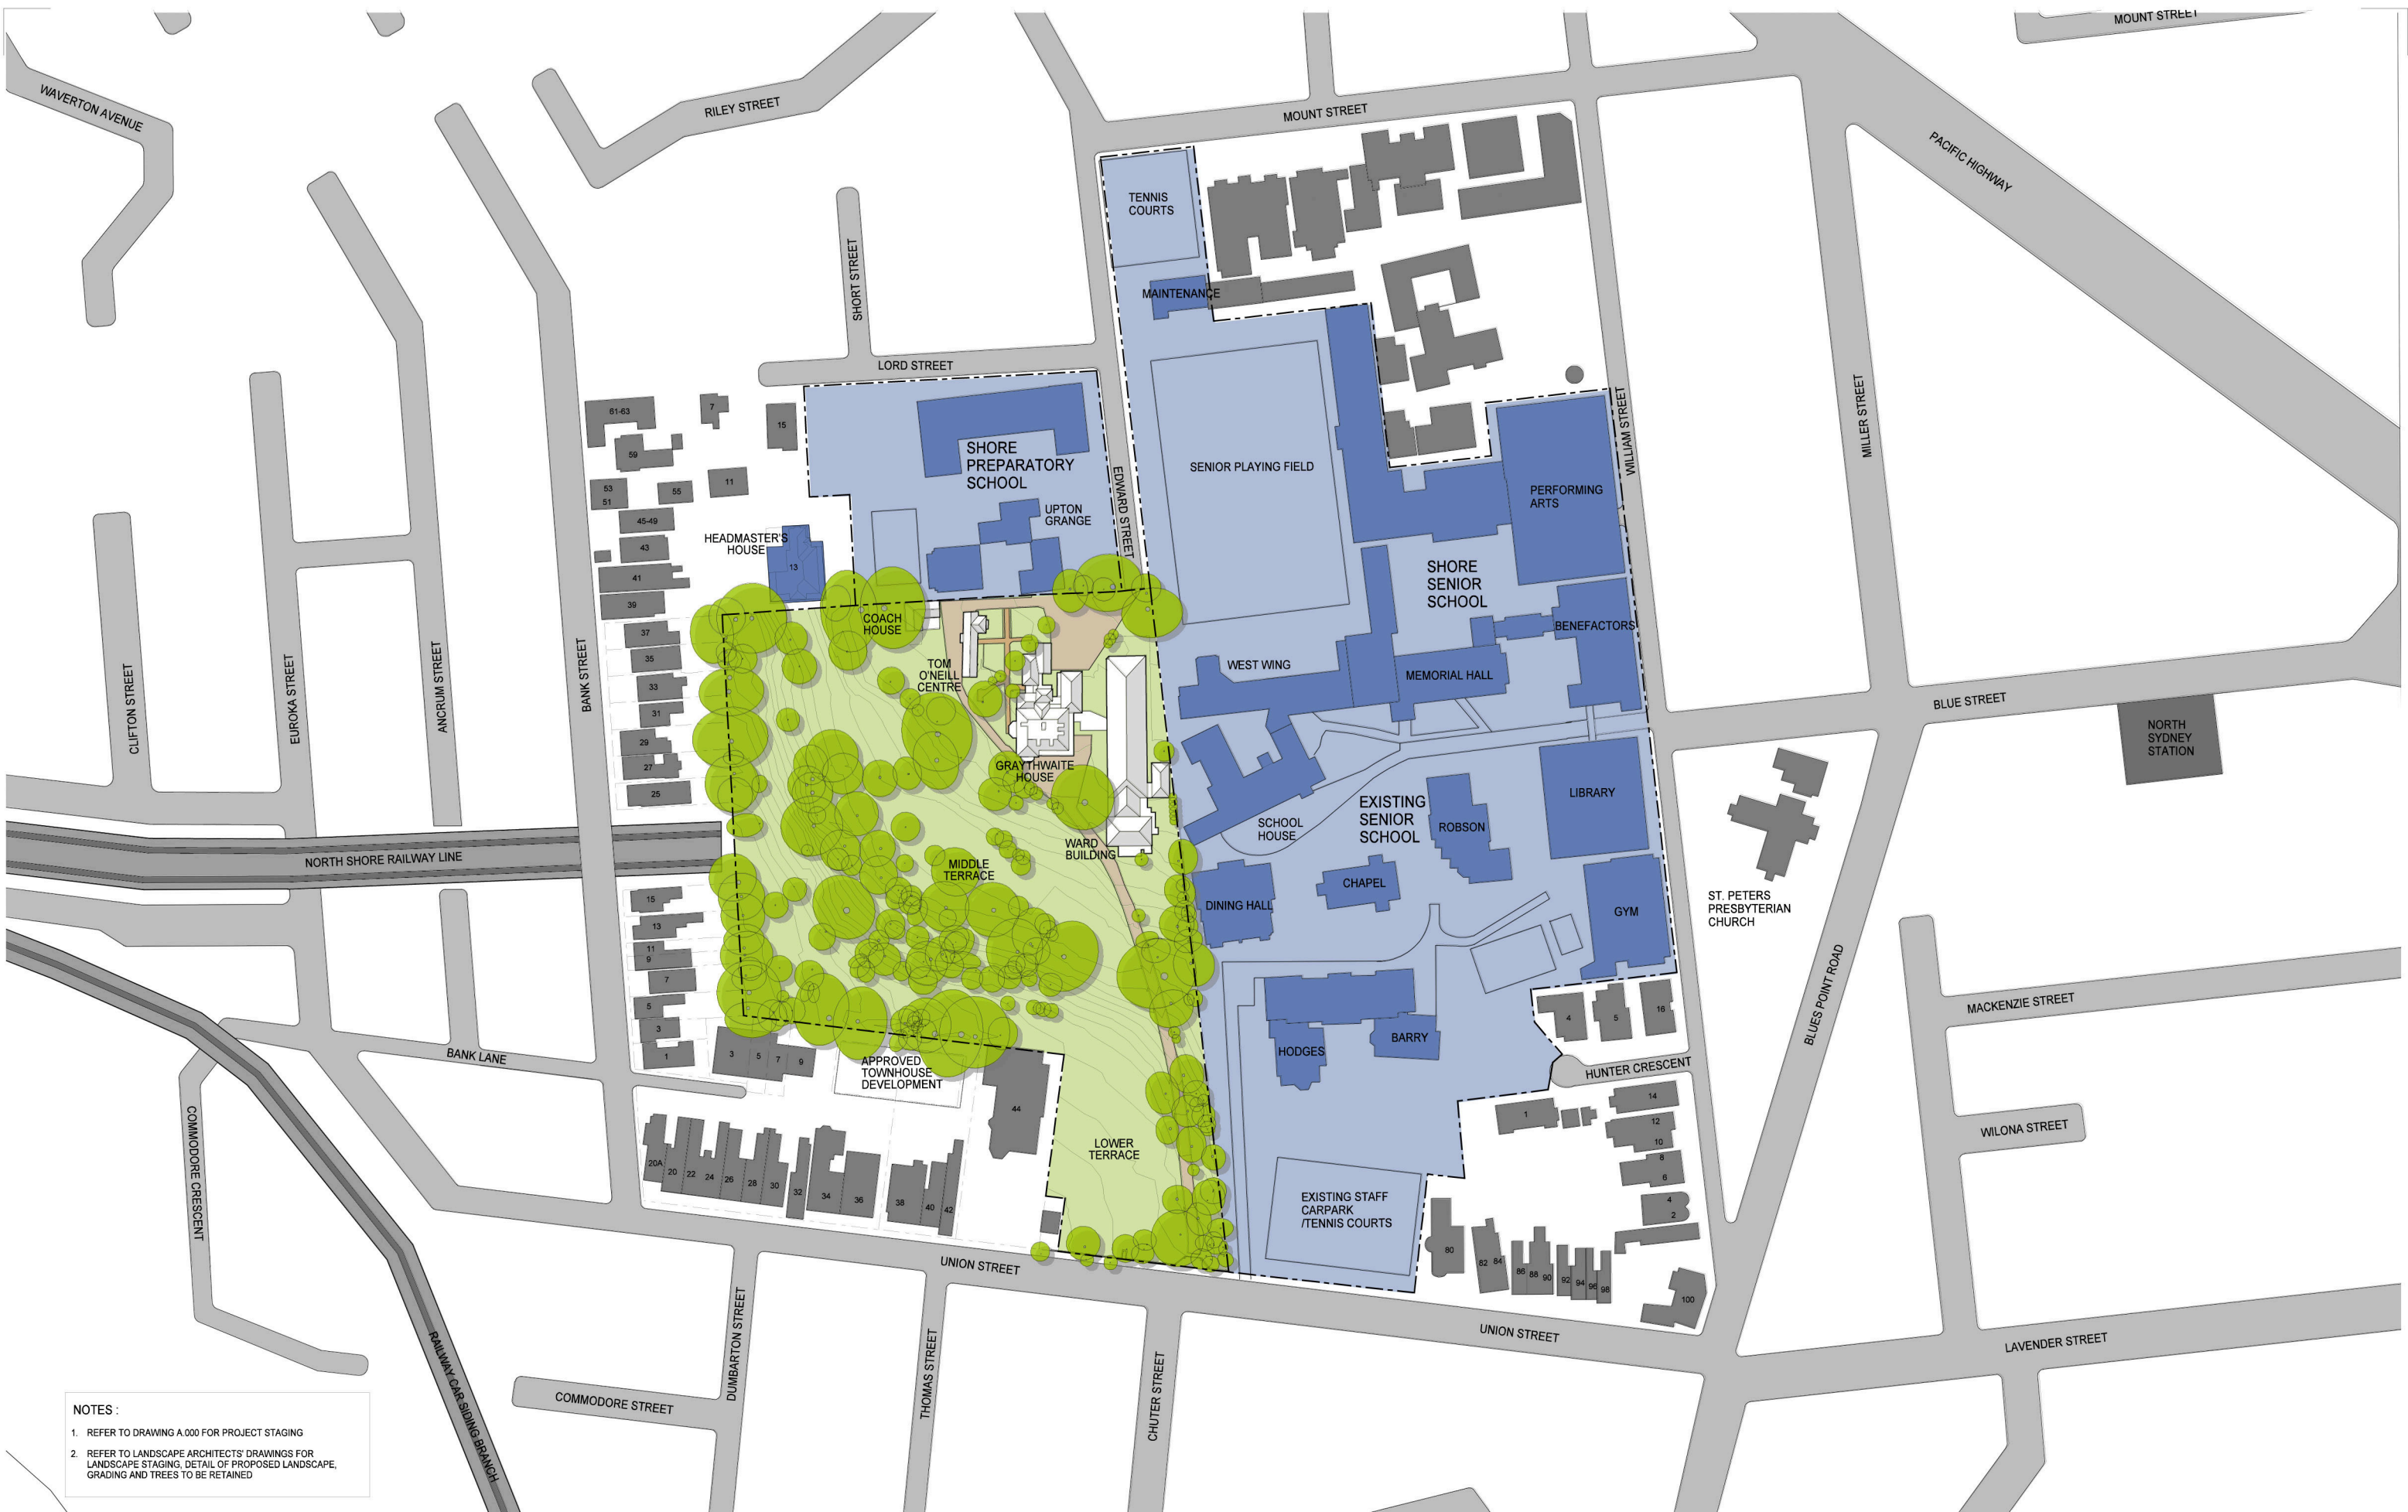 MOUNT STREET
WAVERTON AVENUE
RILEY STREET
MOUNT STREET
PACIFIC HIGHWAY
TENNIS
COURTS
SHORT STREET
MAINTENANCE
LORD STREET
WILLIAM STREET
MILLER STREET
61-63
7
15
59
53
51
55
11
45-49
43
41
39
37
35
33
31
29
27
25
SHORE
PREPARATORY
SCHOOL
EDWARD STREET
SENIOR PLAYING FIELD
PERFORMING
ARTS
UPTON
GRANGE
HEADMASTER'S
HOUSE
13
SHORE
SENIOR
SCHOOL
COACH
HOUSE
BENEFACTORS
TOM
O'NEILL
CENTRE
WEST WING
MEMORIAL HALL
CLIFTON STREET
EUROKA STREET
ANCRUM STREET
BANK STREET
BLUE STREET
NORTH
SYDNEY
STATION
GRAYTHWAITE
HOUSE
LIBRARY
EXISTING
SENIOR
SCHOOL
SCHOOL
HOUSE
ROBSON
WARD
BUILDING
NORTH SHORE RAILWAY LINE
MIDDLE
TERRACE
CHAPEL
DINING HALL
GYM
ST. PETERS
PRESBYTERIAN
CHURCH
15
13
11
9
7
5
3
1
BLUES POINT ROAD
MACKENZIE STREET
4
5
16
HODGES
BARRY
BANK LANE
3
5
7
9
APPROVED
TOWNHOUSE
DEVELOPMENT
HUNTER CRESCENT
44
1
14
12
10
8
6
4
2
WILONA STREET
COMMODORE CRESCENT
LOWER
TERRACE
20A
20
22
24
26
28
30
32
34
36
38
40
42
EXISTING STAFF
CARPARK
/TENNIS COURTS
80
82
84
86
88
90
92
94
96
98
100
UNION STREET
UNION STREET
LAVENDER STREET
DUMBARTON STREET
THOMAS STREET
CHUTER STREET
COMMODORE STREET
RAILWAY CAR SIDING BRANCH
NOTES :
1. REFER TO DRAWING A.000 FOR PROJECT STAGING
2. REFER TO LANDSCAPE ARCHITECTS' DRAWINGS FOR
LANDSCAPE STAGING, DETAIL OF PROPOSED LANDSCAPE,
GRADING AND TREES TO BE RETAINED